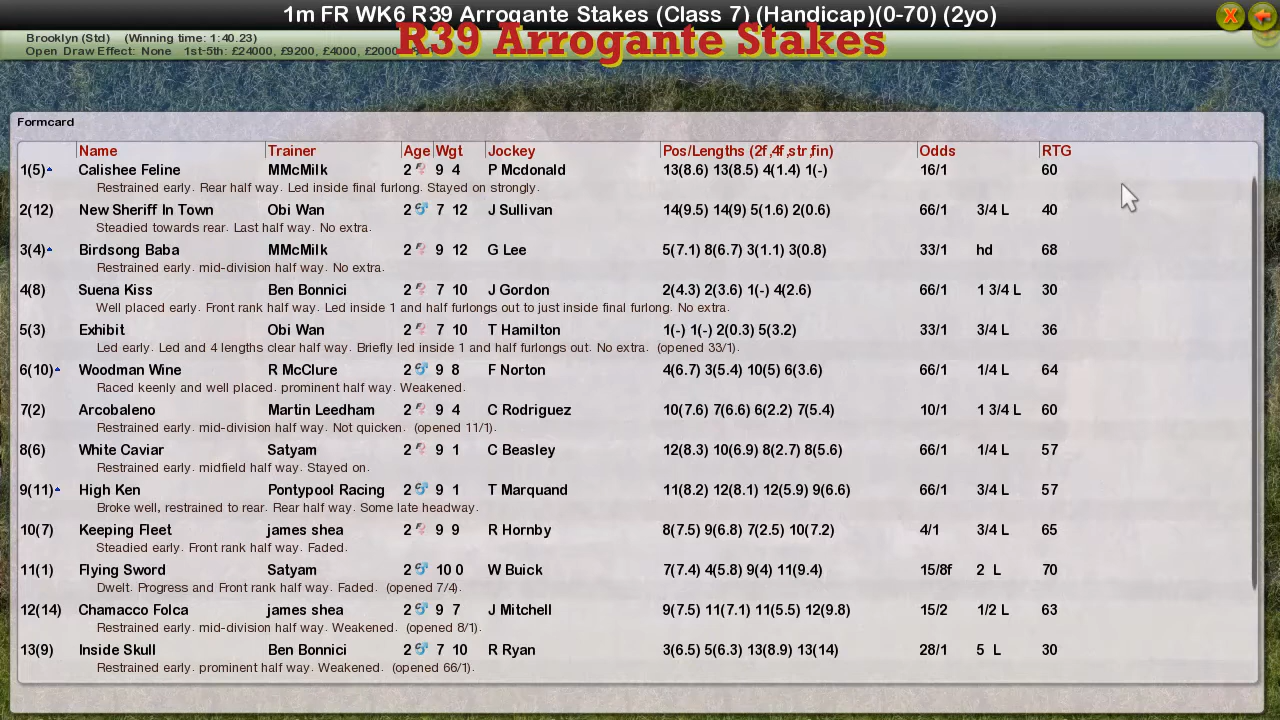 1m FR WK6 R39 Arrogante Stakes (Class 7) (Handicap)(0-70) (2yo)
Brooklyn (Std) (Winning time: 1:40.23)
R39 Arrogante Stakes
Open Draw Effect: None 1st-5th: £24000, £9200, £4000, £2000
Formcard
Name Trainer Age Wgt Jockey Pos/Lengths (2f,4f,str,fin) Odds RTG
1(5) Calishee Feline MMcMilk 2 9 4 P Mcdonald 13(8.6) 13(8.5) 4(1.4) 1(-) 16/1 60
Restrained early. Rear half way. Led inside final furlong. Stayed on strongly.
2(12) New Sheriff In Town Obi Wan 2 7 12 J Sullivan 14(9.5) 14(9) 5(1.6) 2(0.6) 66/1 3/4 L 40
Steadied towards rear. Last half way. No extra.
3(4) Birdsong Baba MMcMilk 2 9 12 G Lee 5(7.1) 8(6.7) 3(1.1) 3(0.8) 33/1 hd 68
Restrained early. mid-division half way. No extra.
4(8) Suena Kiss Ben Bonnici 2 7 10 J Gordon 2(4.3) 2(3.6) 1(-) 4(2.6) 66/1 1 3/4 L 30
Well placed early. Front rank half way. Led inside 1 and half furlongs out to just inside final furlong. No extra.
5(3) Exhibit Obi Wan 2 7 10 T Hamilton 1(-) 1(-) 2(0.3) 5(3.2) 33/1 3/4 L 36
Led early. Led and 4 lengths clear half way. Briefly led inside 1 and half furlongs out. No extra. (opened 33/1).
6(10) Woodman Wine R McClure 2 9 8 F Norton 4(6.7) 3(5.4) 10(5) 6(3.6) 66/1 1/4 L 64
Raced keenly and well placed. prominent half way. Weakened.
7(2) Arcobaleno Martin Leedham 2 9 4 C Rodriguez 10(7.6) 7(6.6) 6(2.2) 7(5.4) 10/1 1 3/4 L 60
Restrained early. mid-division half way. Not quicken. (opened 11/1).
8(6) White Caviar Satyam 2 9 1 C Beasley 12(8.3) 10(6.9) 8(2.7) 8(5.6) 66/1 1/4 L 57
Restrained early. midfield half way. Stayed on.
9(11) High Ken Pontypool Racing 2 9 1 T Marquand 11(8.2) 12(8.1) 12(5.9) 9(6.6) 66/1 3/4 L 57
Broke well, restrained to rear. Rear half way. Some late headway.
10(7) Keeping Fleet james shea 2 9 9 R Hornby 8(7.5) 9(6.8) 7(2.5) 10(7.2) 4/1 3/4 L 65
Steadied early. Front rank half way. Faded.
11(1) Flying Sword Satyam 2 10 0 W Buick 7(7.4) 4(5.8) 9(4) 11(9.4) 15/8f 2 L 70
Dwelt. Progress and Front rank half way. Faded. (opened 7/4).
12(14) Chamacco Folca james shea 2 9 7 J Mitchell 9(7.5) 11(7.1) 11(5.5) 12(9.8) 15/2 1/2 L 63
Restrained early. mid-division half way. Weakened. (opened 8/1).
13(9) Inside Skull Ben Bonnici 2 7 10 R Ryan 3(6.5) 5(6.3) 13(8.9) 13(14) 28/1 5 L 30
Restrained early. prominent half way. Weakened. (opened 66/1).